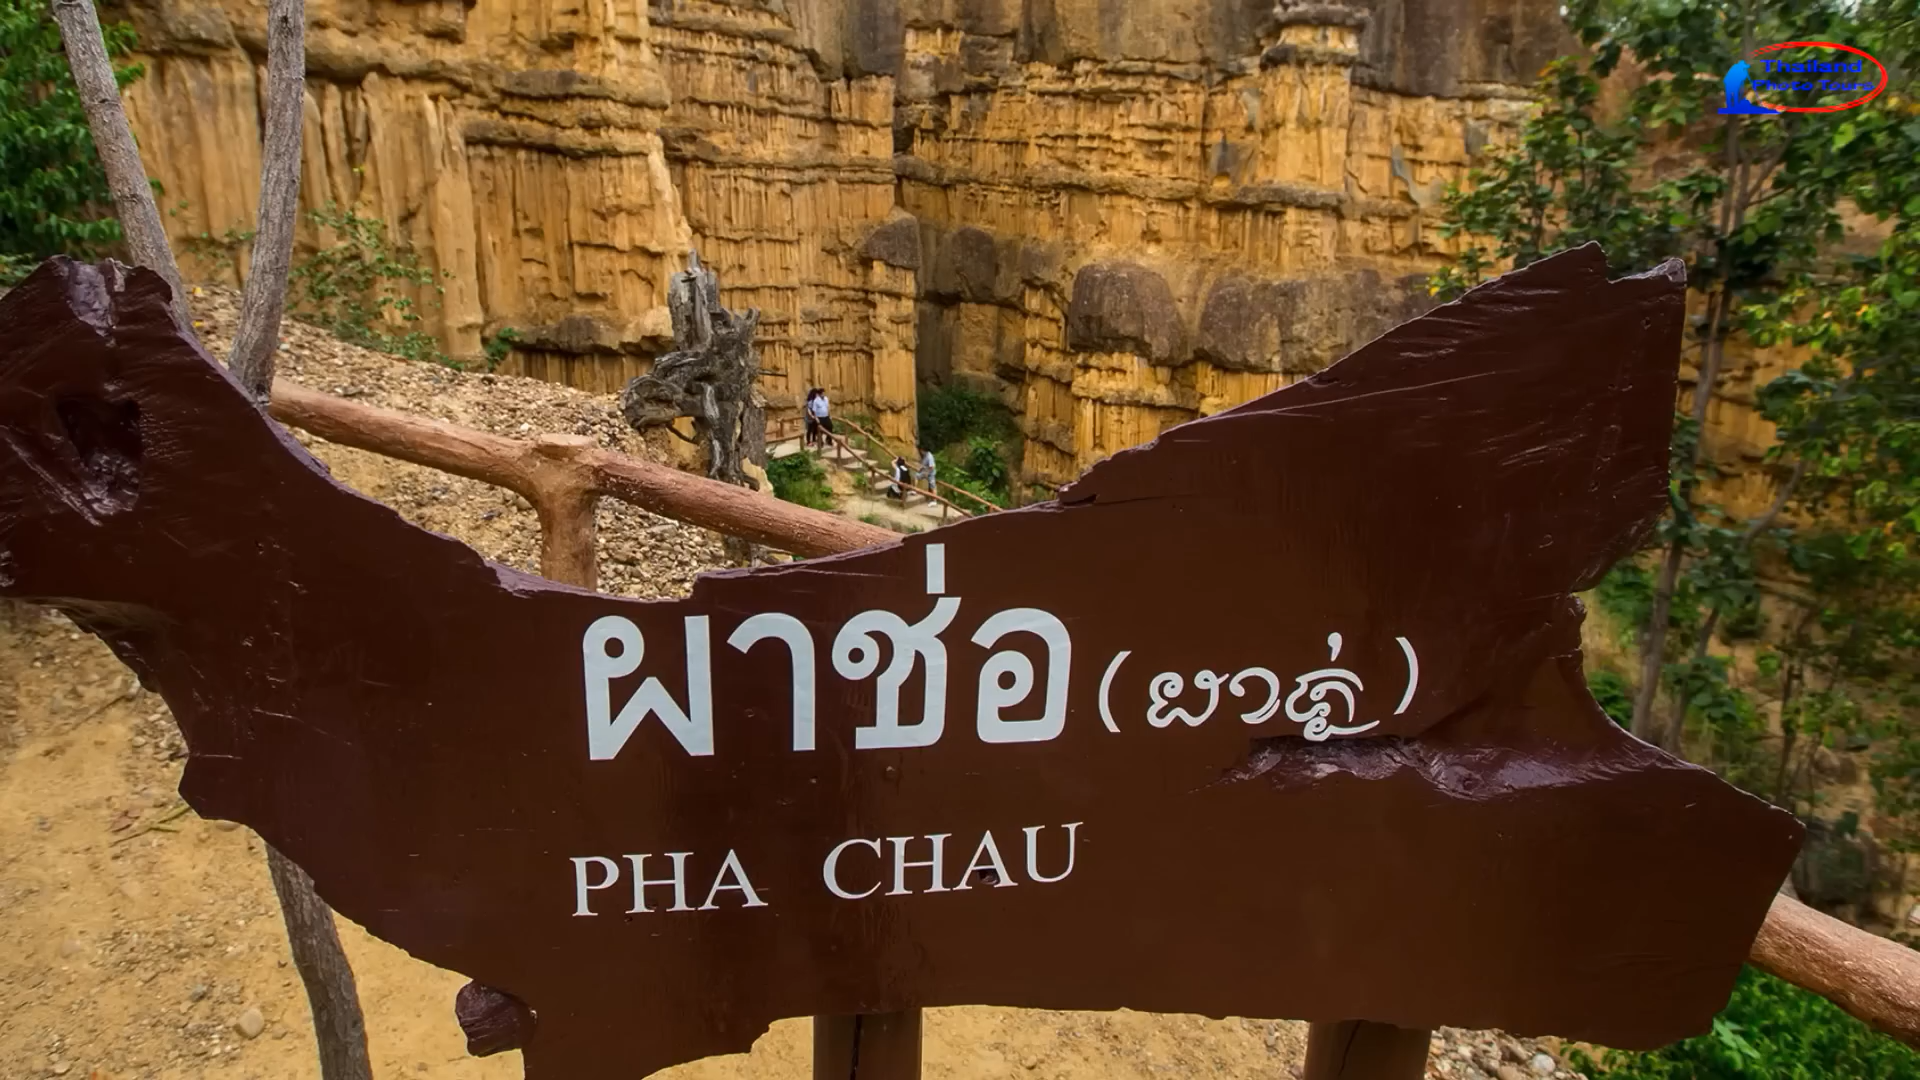 Thailand
Photo Tours
ผาช่อ
PHA CHAU